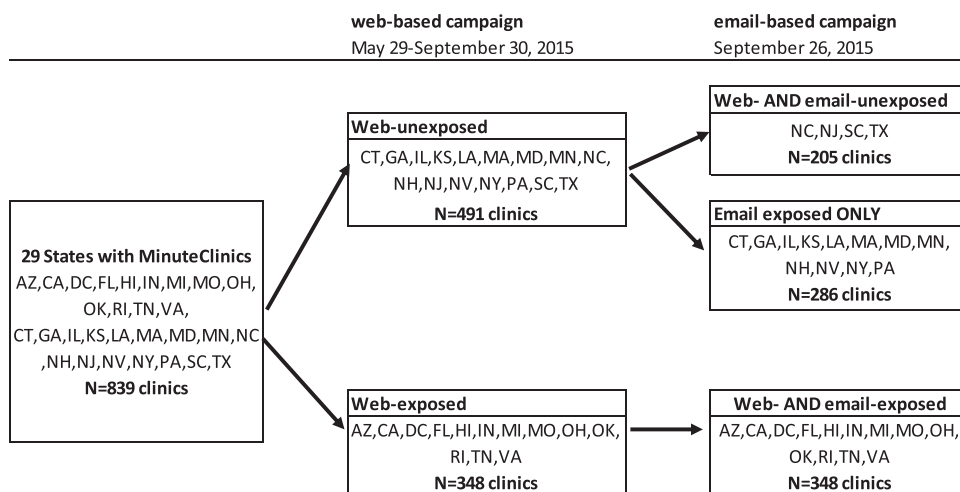 web-based campaign
May 29-September 30, 2015
email-based campaign
September 26, 2015
29 States with MinuteClinics
AZ,CA,DC,FL,HI,IN,MI,MO,OH,
OK,RI,TN,VA,
CT,GA,IL,KS,LA,MA,MD,MN,NC
,NH,NJ,NV,NY,PA,SC,TX
N=839 clinics
Web-unexposed
CT,GA,IL,KS,LA,MA,MD,MN,NC,
NH,NJ,NV,NY,PA,SC,TX
N=491 clinics
Web-exposed
AZ,CA,DC,FL,HI,IN,MI,MO,OH,OK,
RI,TN,VA
N=348 clinics
Web- AND email-unexposed
NC,NJ,SC,TX
N=205 clinics
Email exposed ONLY
CT,GA,IL,KS,LA,MA,MD,MN,
NH,NV,NY,PA
N=286 clinics
Web- AND email-exposed
AZ,CA,DC,FL,HI,IN,MI,MO,OH,
OK,RI,TN,VA
N=348 clinics